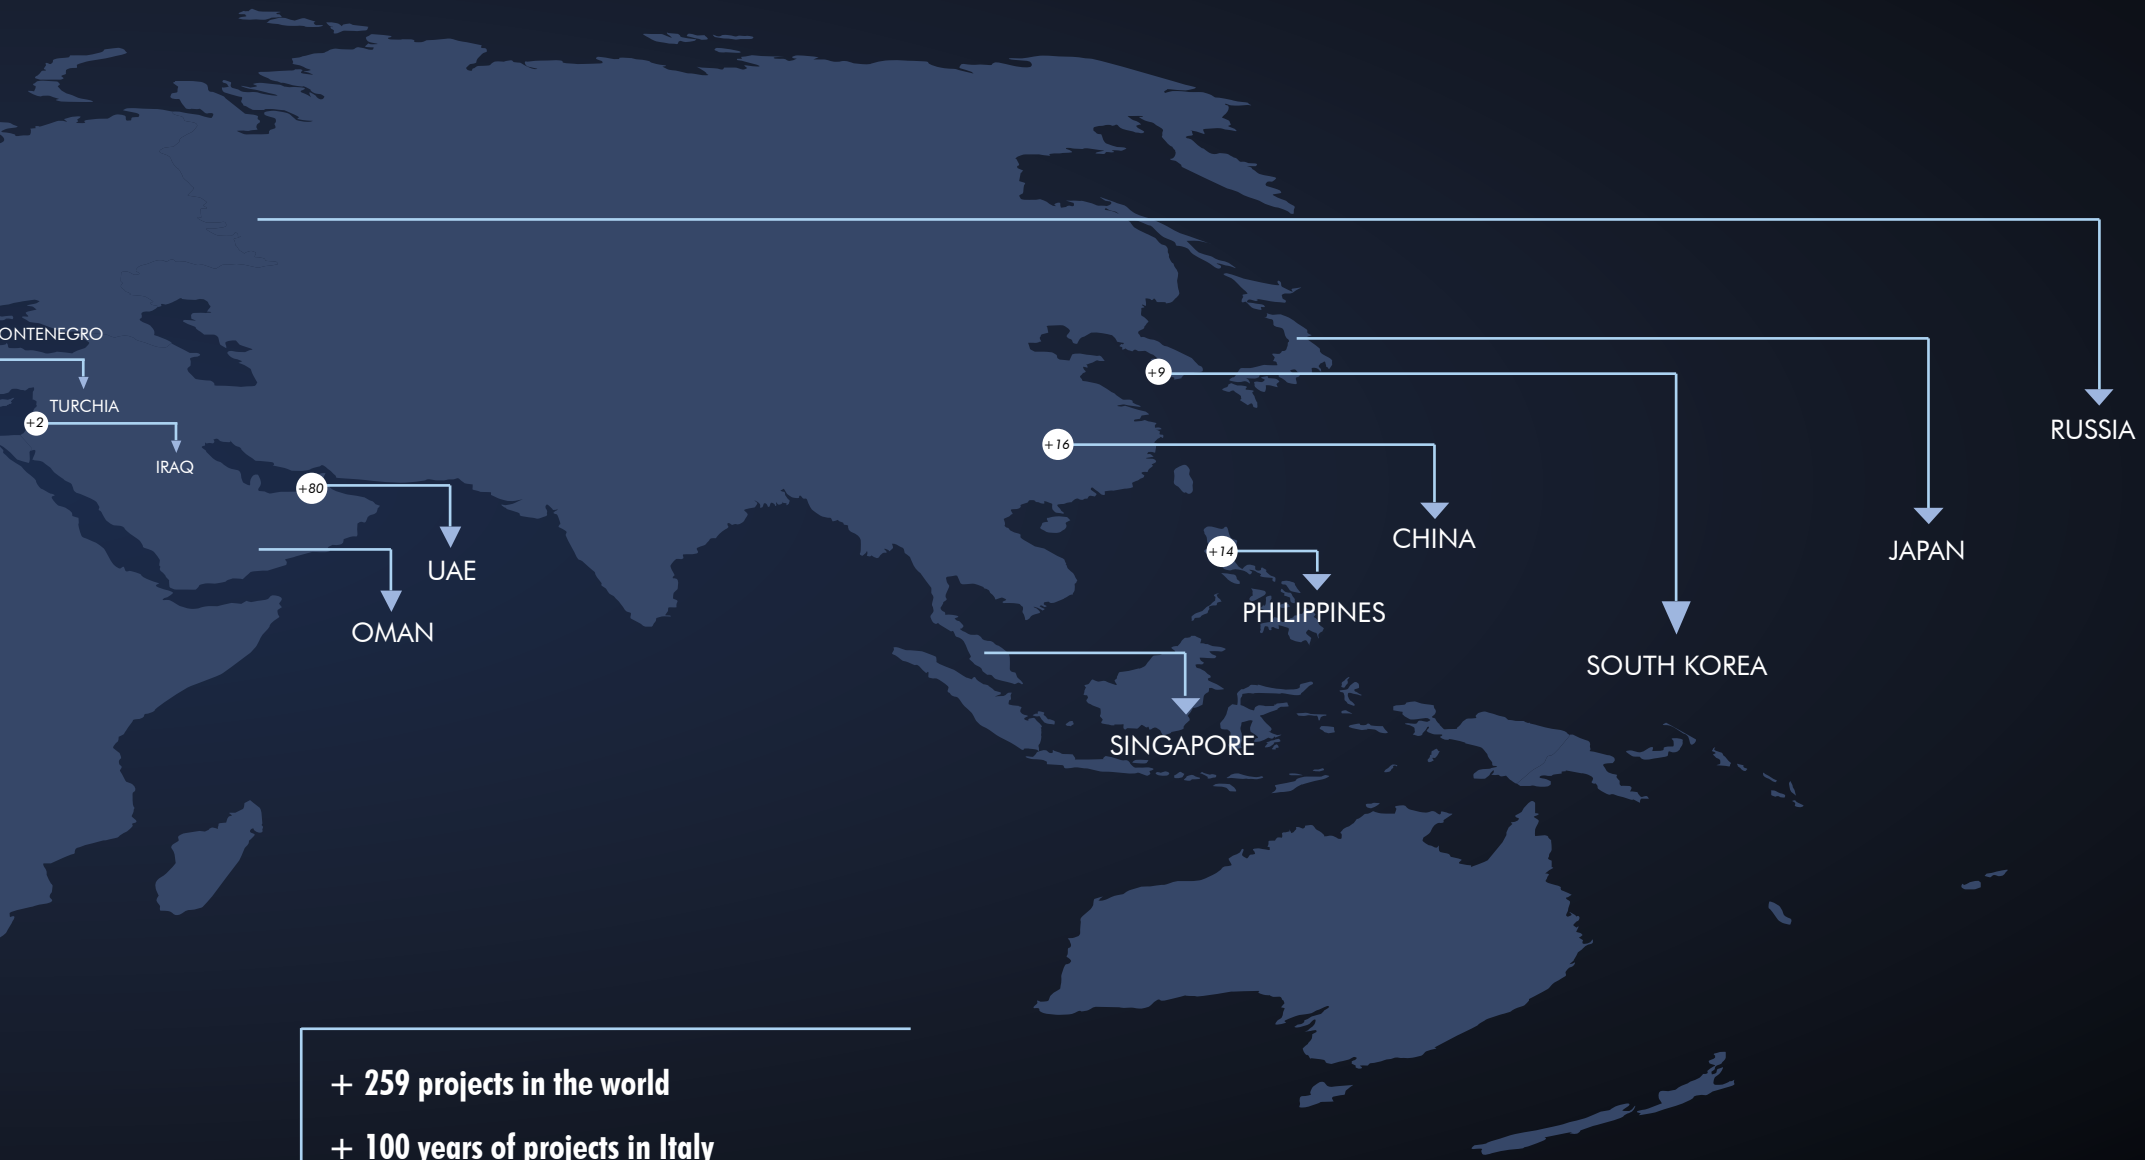 ONTENEGRO
TURCHIA
+2
IRAQ
+80
UAE
OMAN
+9
+16
CHINA
+14
PHILIPPINES
SINGAPORE
SOUTH KOREA
JAPAN
RUSSIA
+ 259 projects in the world
+ 100 years of projects in Italy